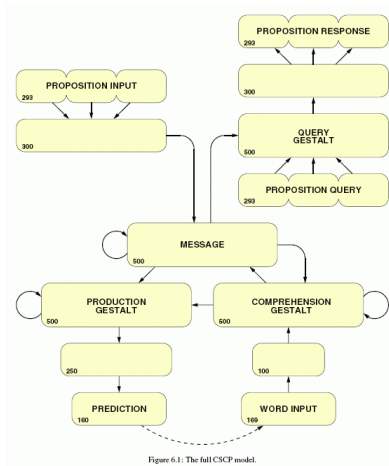 PROPOSITION RESPONSE
293
300
PROPOSITION INPUT
293
300
QUERY
GESTALT
500
PROPOSITION QUERY
293
MESSAGE
500
PRODUCTION
GESTALT
500
COMPREHENSION
GESTALT
500
250
100
PREDICTION
160
WORD INPUT
169
Figure 6.1: The full CSCP model.